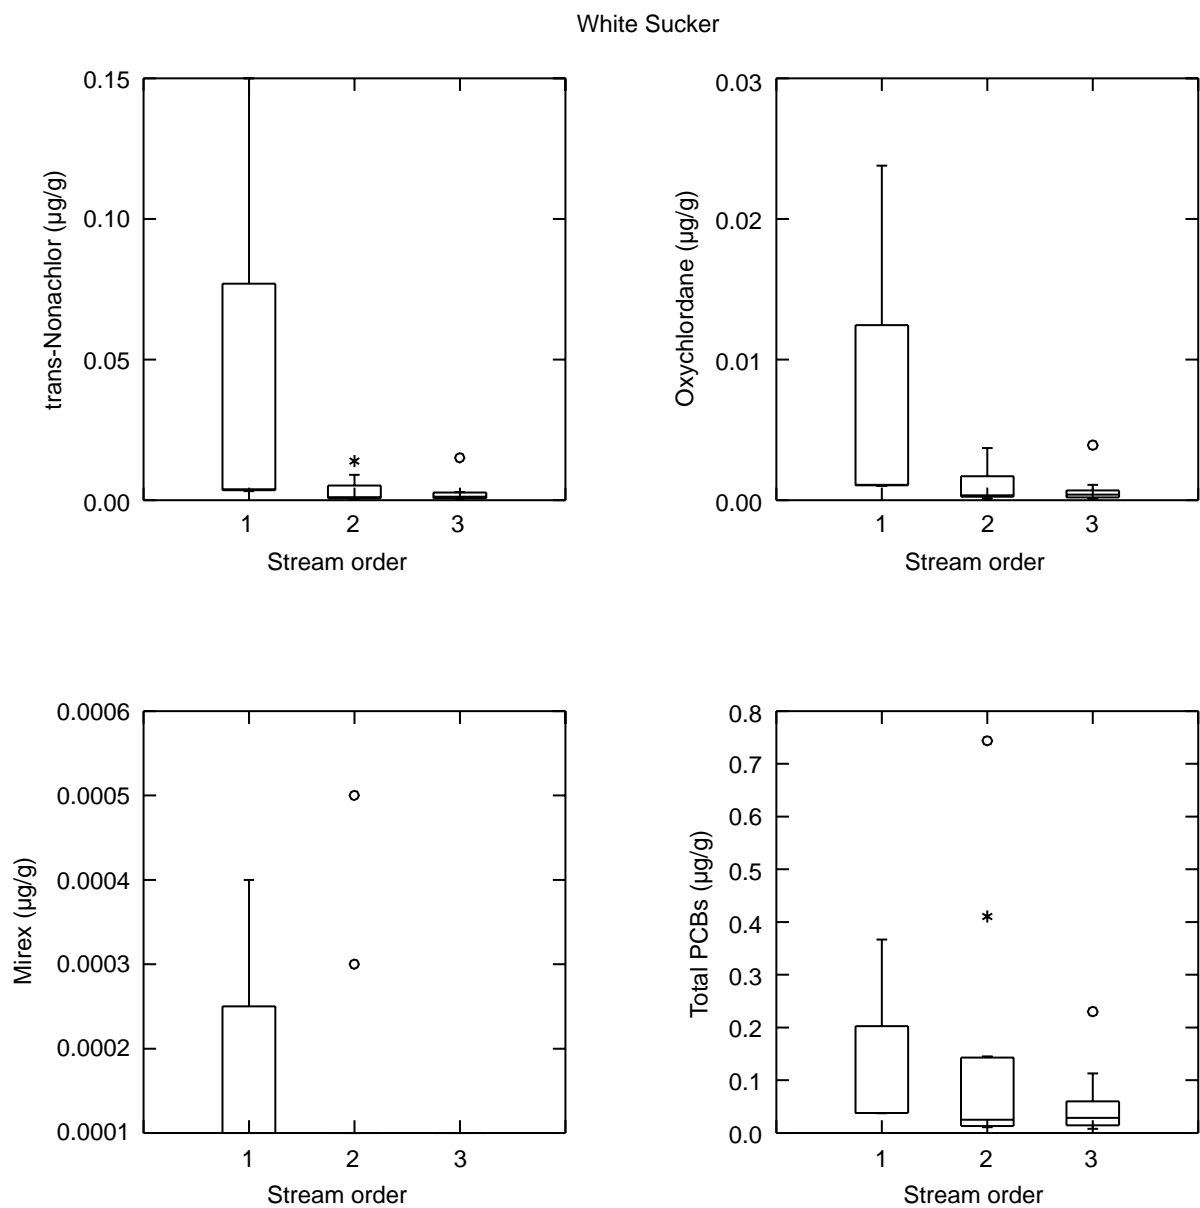 White Sucker
trans-Nonachlor (µg/g)
0.15
0.10
0.05
0.00
1 2 3
Stream order
Oxychlordane (µg/g)
0.03
0.02
0.01
0.00
1 2 3
Stream order
Mirex (µg/g)
0.0006
0.0005
0.0004
0.0003
0.0002
0.0001
1 2 3
Stream order
Total PCBs (µg/g)
0.8
0.7
0.6
0.5
0.4
0.3
0.2
0.1
0.0
1 2 3
Stream order